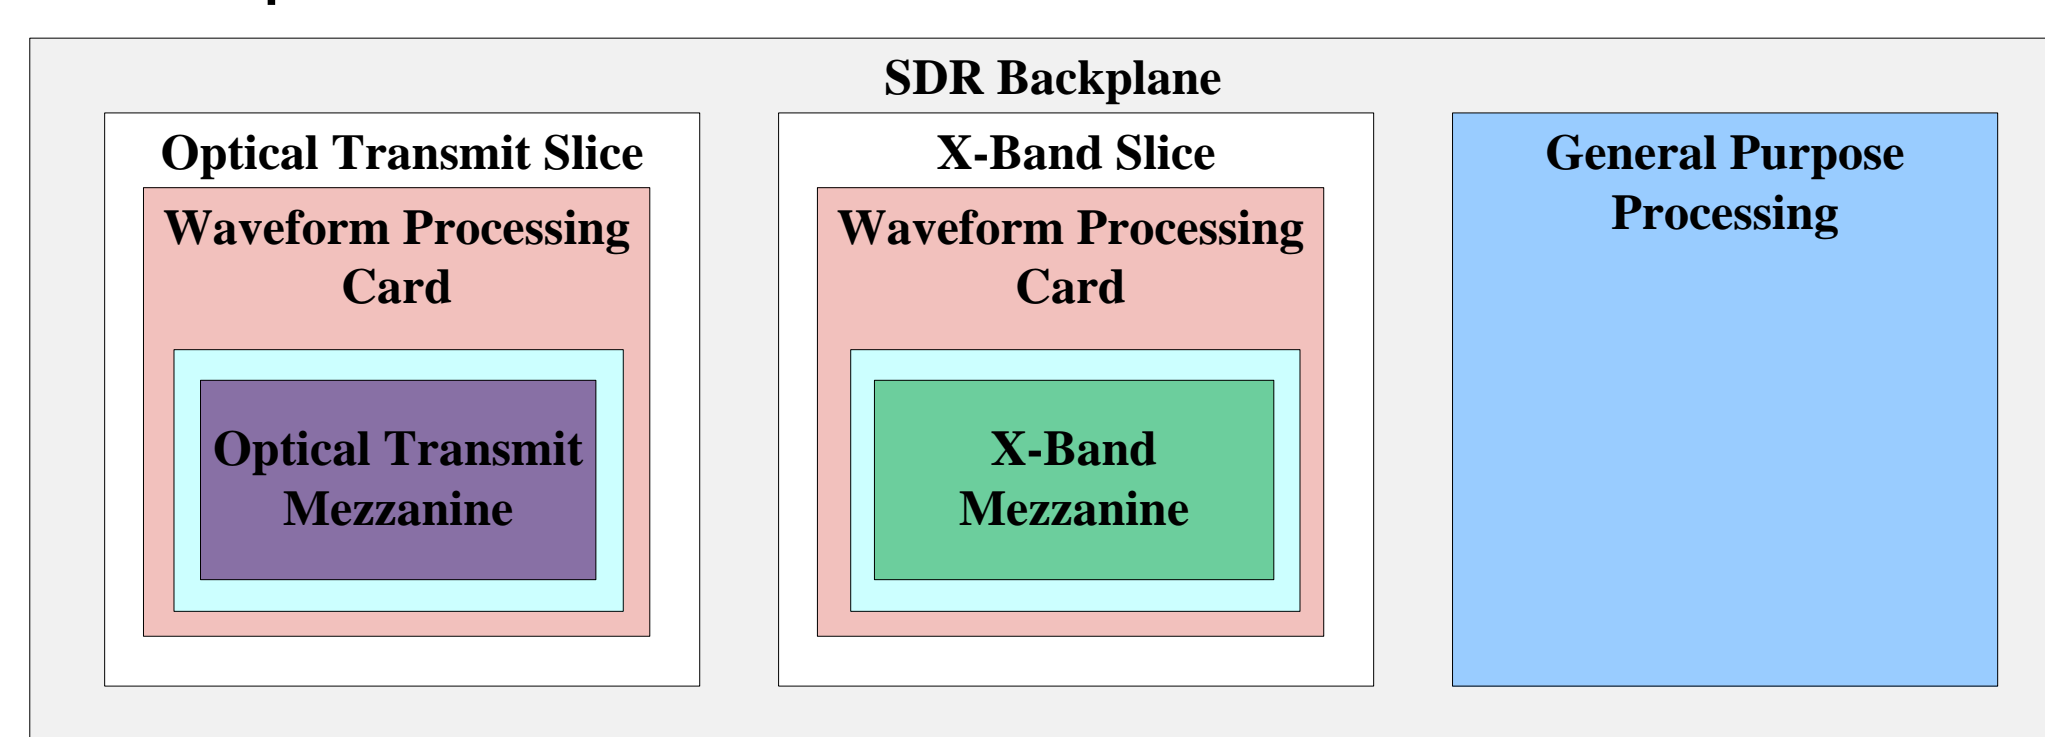 SDR Backplane
Optical Transmit Slice
Waveform Processing
Card
Optical Transmit
Mezzanine
X-Band Slice
Waveform Processing
Card
X-Band
Mezzanine
General Purpose
Processing